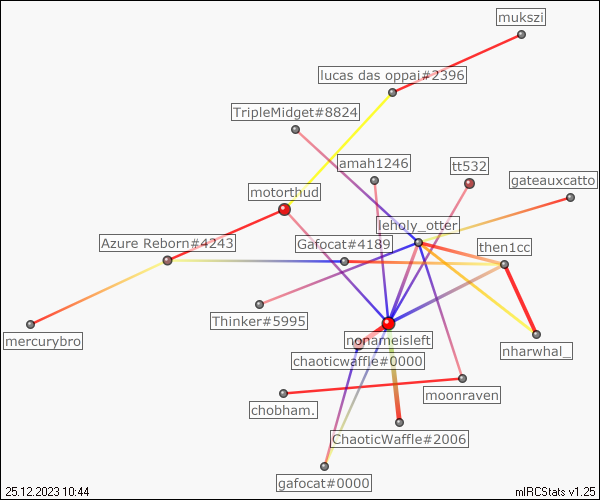 mukszi
lucas das oppai#2396
TripleMidget#8824
amah1246
tt532
motorthud
gateauxcatto
leholy_otter
Azure Reborn#4243
Gafocat#4189
then1cc
Thinker#5995
mercurybro
nonameisleft
nharwhal_
chaoticwaffle#0000
moonraven
chobham.
ChaoticWaffle#2006
gafocat#0000
25.12.2023 10:44
mIRCStats v1.25